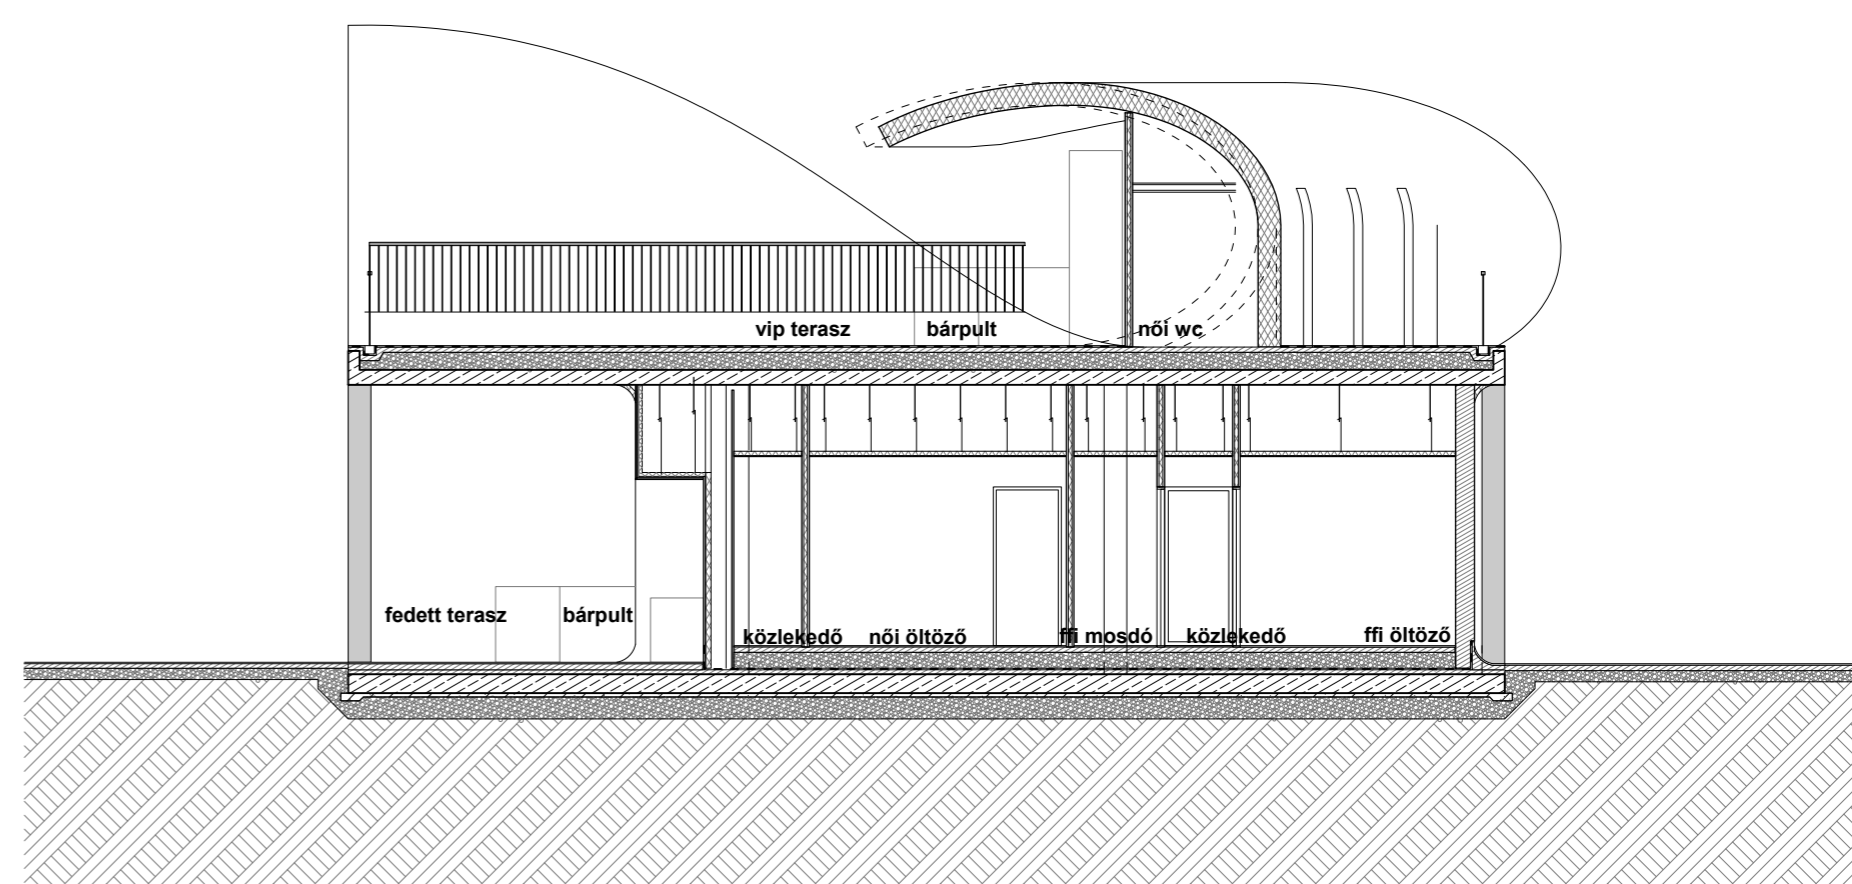 vip terasz
bárpult
női wc
fedett terasz
bárpult
közlekedő
női öltöző
ffi mosdó
közlekedő
ffi öltöző